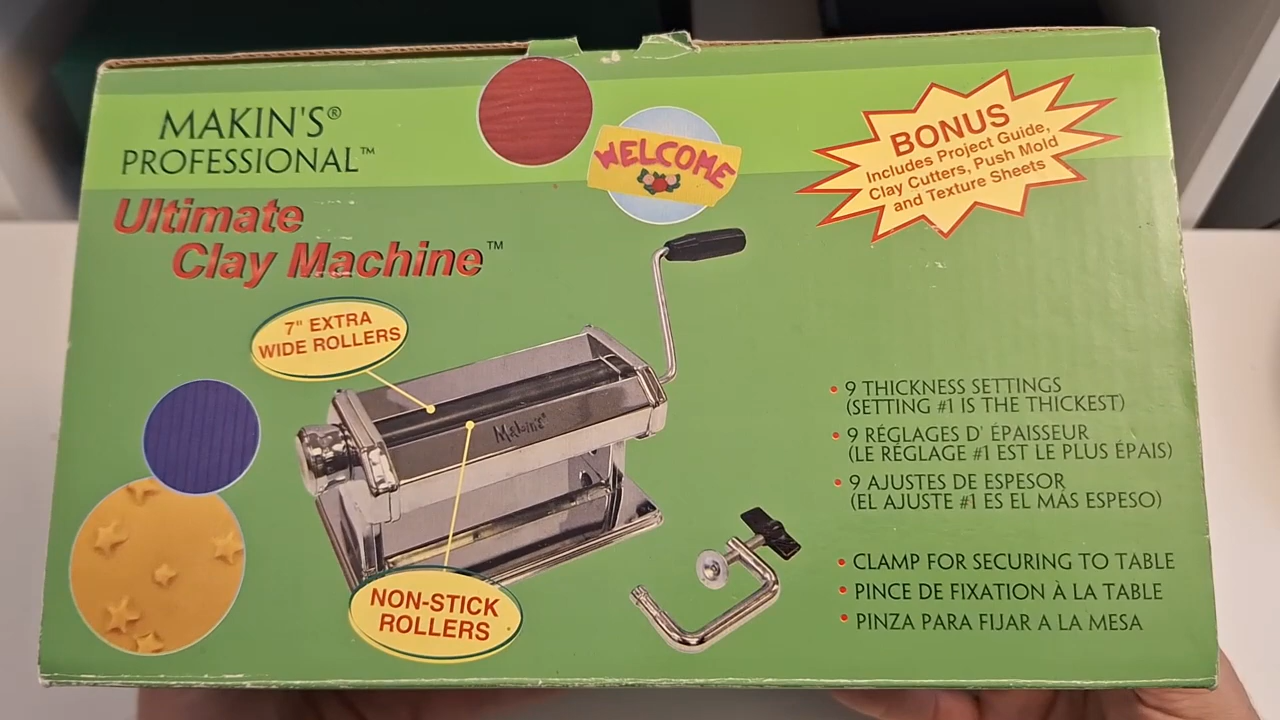 MAKIN'S®
PROFESSIONAL™
Ultimate
Clay Machine™
WELCOME
BONUS
Includes Project Guide,
Clay Cutters, Push Mold
and Texture Sheets
7" EXTRA
WIDE ROLLERS
Makin's®
NON-STICK
ROLLERS
• 9 THICKNESS SETTINGS
(SETTING #1 IS THE THICKEST)
• 9 RÉGLAGES D' ÉPAISSEUR
(LE RÉGLAGE #1 EST LE PLUS ÉPAIS)
• 9 AJUSTES DE ESPESOR
(EL AJUSTE #1 ES EL MÁS ESPESO)
• CLAMP FOR SECURING TO TABLE
• PINCE DE FIXATION À LA TABLE
• PINZA PARA FIJAR A LA MESA